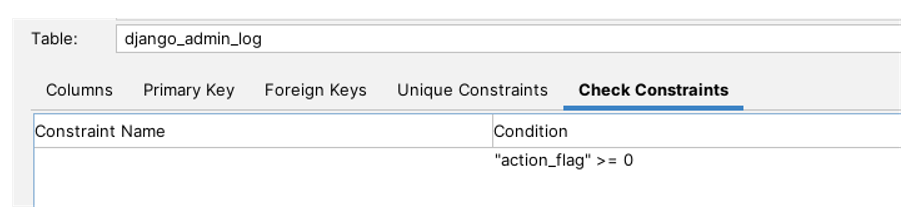 Table: django_admin_log
Columns Primary Key Foreign Keys Unique Constraints Check Constraints
Constraint Name Condition
"action_flag" >= 0